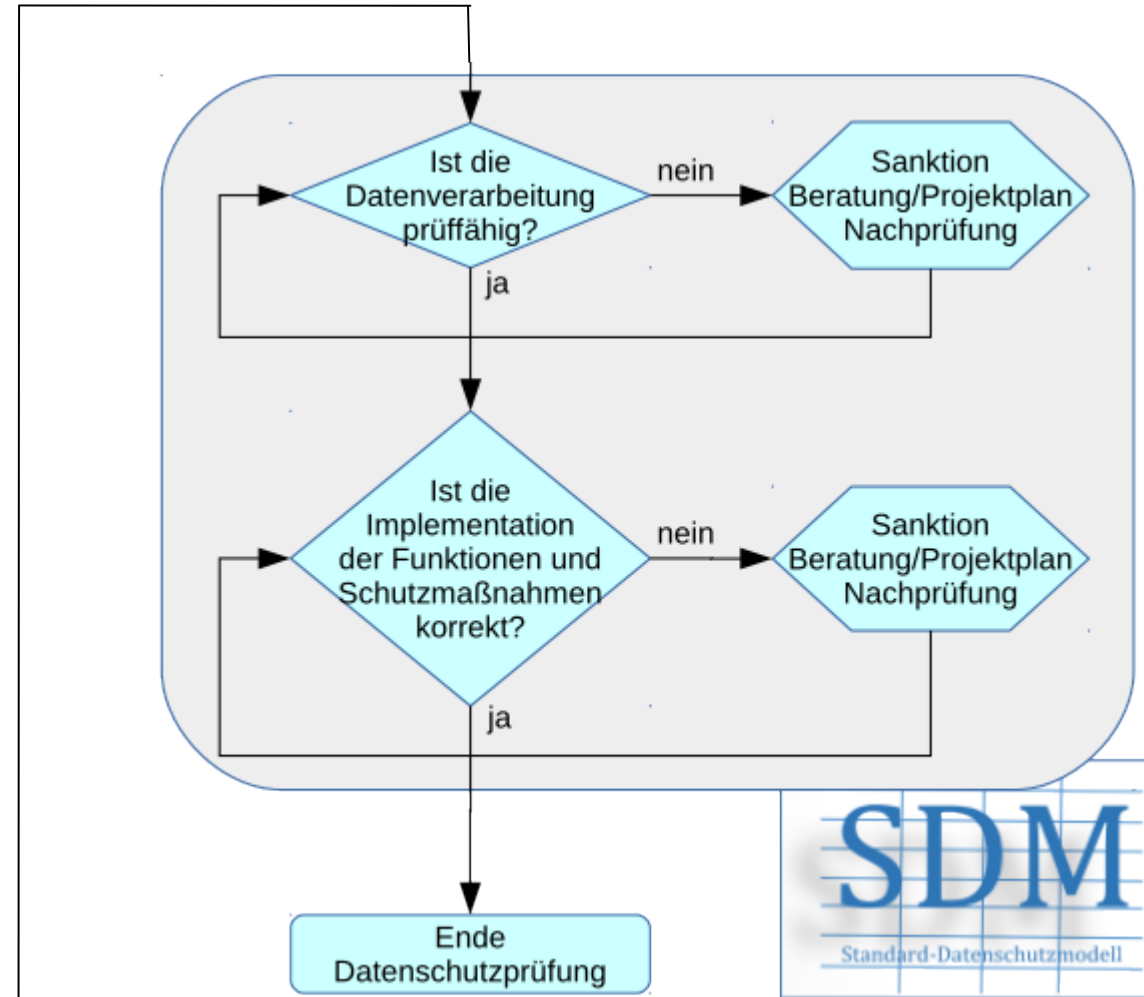 Ist die
Datenverarbeitung
prüffähig?
nein
Sanktion
Beratung/Projektplan
Nachprüfung
ja
Ist die
Implementation
der Funktionen und
Schutzmaßnahmen
korrekt?
nein
Sanktion
Beratung/Projektplan
Nachprüfung
ja
Ende
Datenschutzprüfung
SDM
Standard-Datenschutzmodell